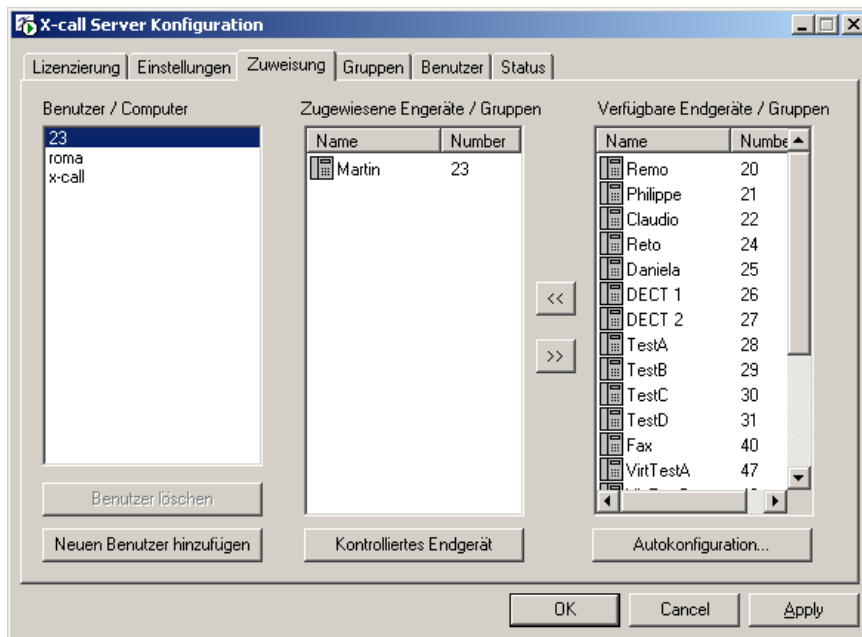 X-call Server Konfiguration
Lizenzierung Einstellungen Zuweisung Gruppen Benutzer Status
Benutzer / Computer
23
roma
x-call
Benutzer löschen
Neuen Benutzer hinzufügen
Zugewiesene Engeräte / Gruppen
Name Number
Martin 23
Kontrolliertes Endgerät
<<
>>
Verfügbare Endgeräte / Gruppen
Name Numbe
Remo 20
Philippe 21
Claudio 22
Reto 24
Daniela 25
DECT 1 26
DECT 2 27
TestA 28
TestB 29
TestC 30
TestD 31
Fax 40
VirtTestA 47
Autokonfiguration...
OK Cancel Apply